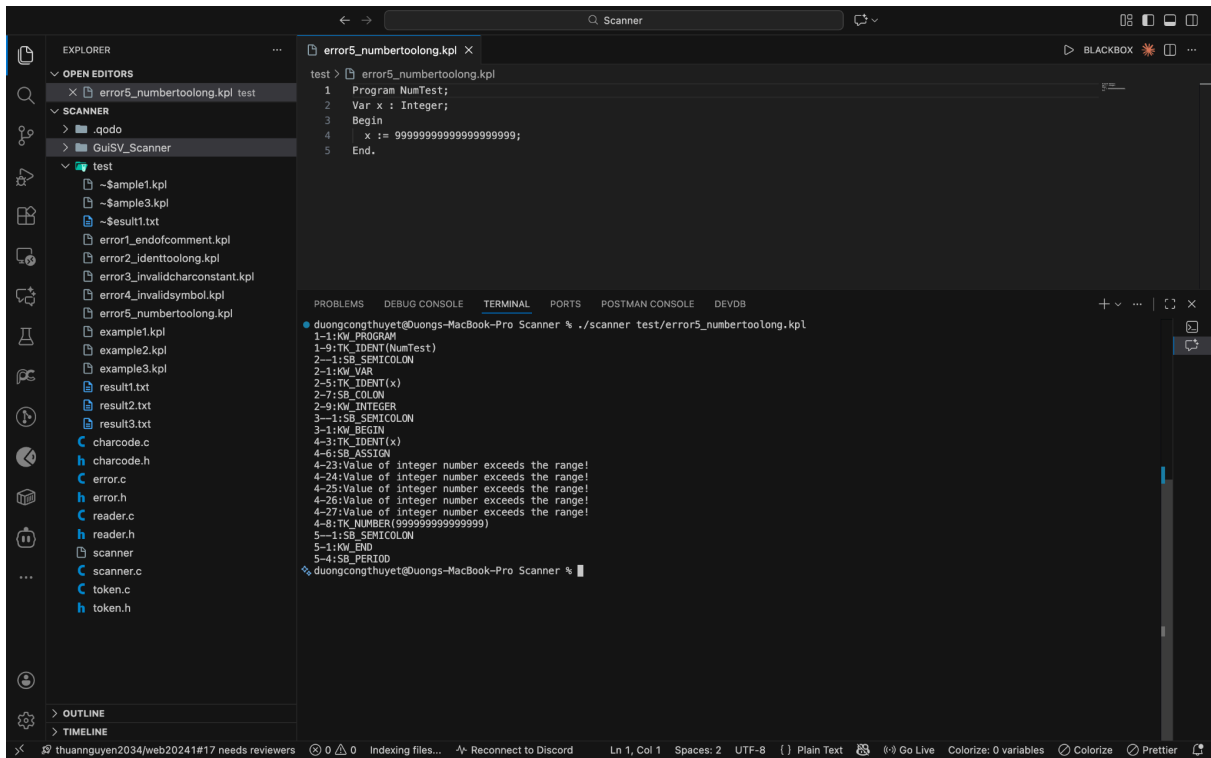 Scanner
EXPLORER
OPEN EDITORS
error5_numbertoolong.kpl test
SCANNER
.qodo
GuiSV_Scanner
test
~$ample1.kpl
~$ample3.kpl
~$esult1.txt
error1_endofcomment.kpl
error2_identtoolong.kpl
error3_invalidcharconstant.kpl
error4_invalidsymbol.kpl
error5_numbertoolong.kpl
example1.kpl
example2.kpl
example3.kpl
result1.txt
result2.txt
result3.txt
C charcode.c
h charcode.h
C error.c
h error.h
C reader.c
h reader.h
scanner
C scanner.c
C token.c
h token.h
OUTLINE
TIMELINE
error5_numbertoolong.kpl
BLACKBOX
test > error5_numbertoolong.kpl
1 Program NumTest;
2 Var x : Integer;
3 Begin
4 x := 99999999999999999999;
5 End.
PROBLEMS DEBUG CONSOLE TERMINAL PORTS POSTMAN CONSOLE DEVDB
duongcongthuyet@Duongs-MacBook-Pro Scanner % ./scanner test/error5_numbertoolong.kpl
1-1:KW_PROGRAM
1-9:TK_IDENT(NumTest)
2--1:SB_SEMICOLON
2-1:KW_VAR
2-5:TK_IDENT(x)
2-7:SB_COLON
2-9:KW_INTEGER
3--1:SB_SEMICOLON
3-1:KW_BEGIN
4-3:TK_IDENT(x)
4-6:SB_ASSIGN
4-23:Value of integer number exceeds the range!
4-24:Value of integer number exceeds the range!
4-25:Value of integer number exceeds the range!
4-26:Value of integer number exceeds the range!
4-27:Value of integer number exceeds the range!
4-8:TK_NUMBER(999999999999999)
5--1:SB_SEMICOLON
5-1:KW_END
5-4:SB_PERIOD
duongcongthuyet@Duongs-MacBook-Pro Scanner %
thuannguyen2034/web20241#17 needs reviewers 0 0 Indexing files... Reconnect to Discord Ln 1, Col 1 Spaces: 2 UTF-8 {} Plain Text Go Live Colorize: 0 variables Colorize Prettier